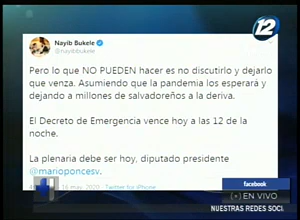 12
Nayib Bukele
@nayibbukele
Pero lo que NO PUEDEN hacer es no discutirlo y dejarlo
que venza. Asumiendo que la pandemia los esperará y
dejando a millones de salvadoreños a la deriva.
El Decreto de Emergencia vence hoy a las 12 de la
noche.
La plenaria debe ser hoy, diputado presidente
@marioponcesv.
16 may. 2020 · Twitter for iPhone
facebook
EN VIVO
NUESTRAS REDES SOCI